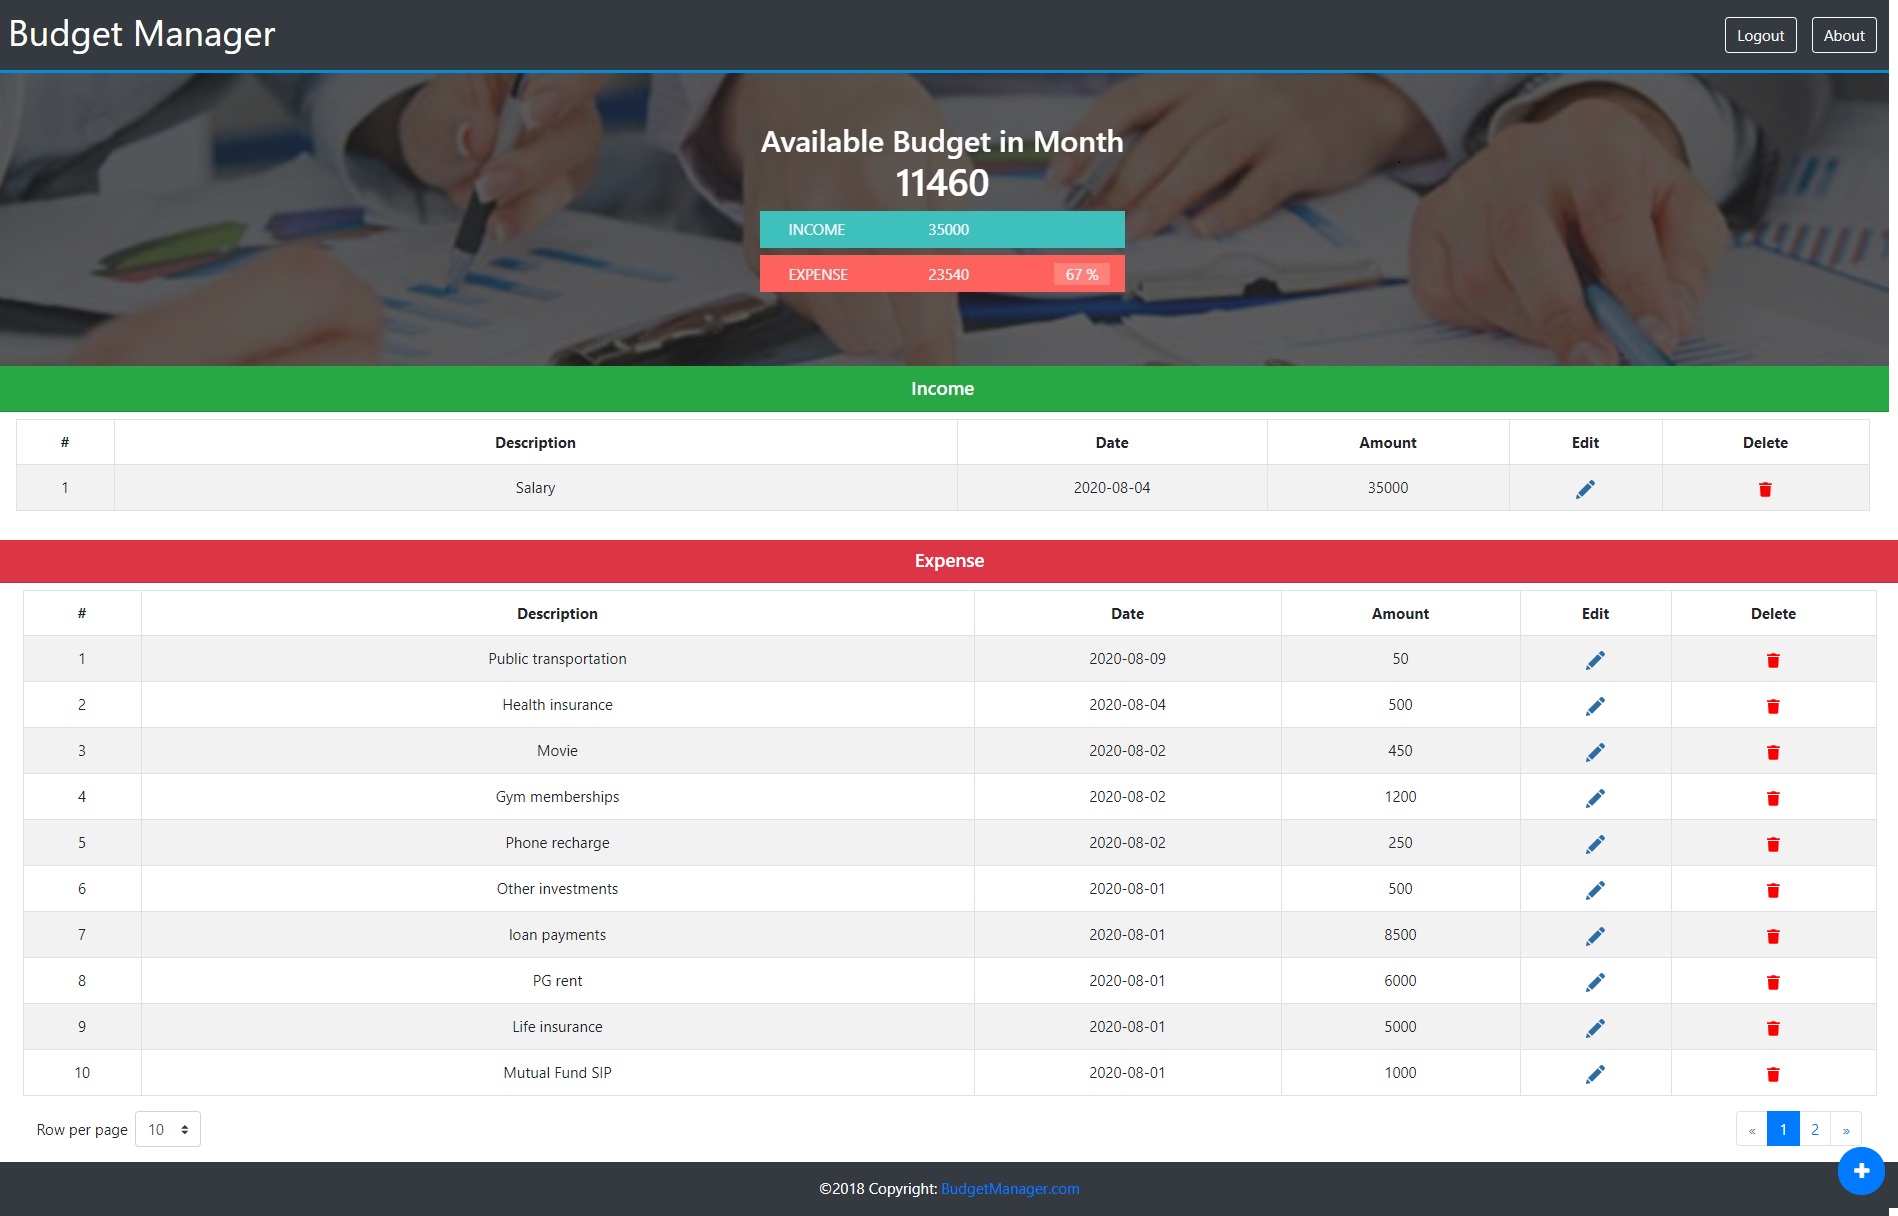 Budget Manager
Logout About
Available Budget in Month
11460
INCOME 35000
EXPENSE 23540 67 %
Income
# Description Date Amount Edit Delete
1 Salary 2020-08-04 35000
Expense
# Description Date Amount Edit Delete
1 Public transportation 2020-08-09 50
2 Health insurance 2020-08-04 500
3 Movie 2020-08-02 450
4 Gym memberships 2020-08-02 1200
5 Phone recharge 2020-08-02 250
6 Other investments 2020-08-01 500
7 loan payments 2020-08-01 8500
8 PG rent 2020-08-01 6000
9 Life insurance 2020-08-01 5000
10 Mutual Fund SIP 2020-08-01 1000
Row per page 10 « 1 2 »
©2018 Copyright: BudgetManager.com